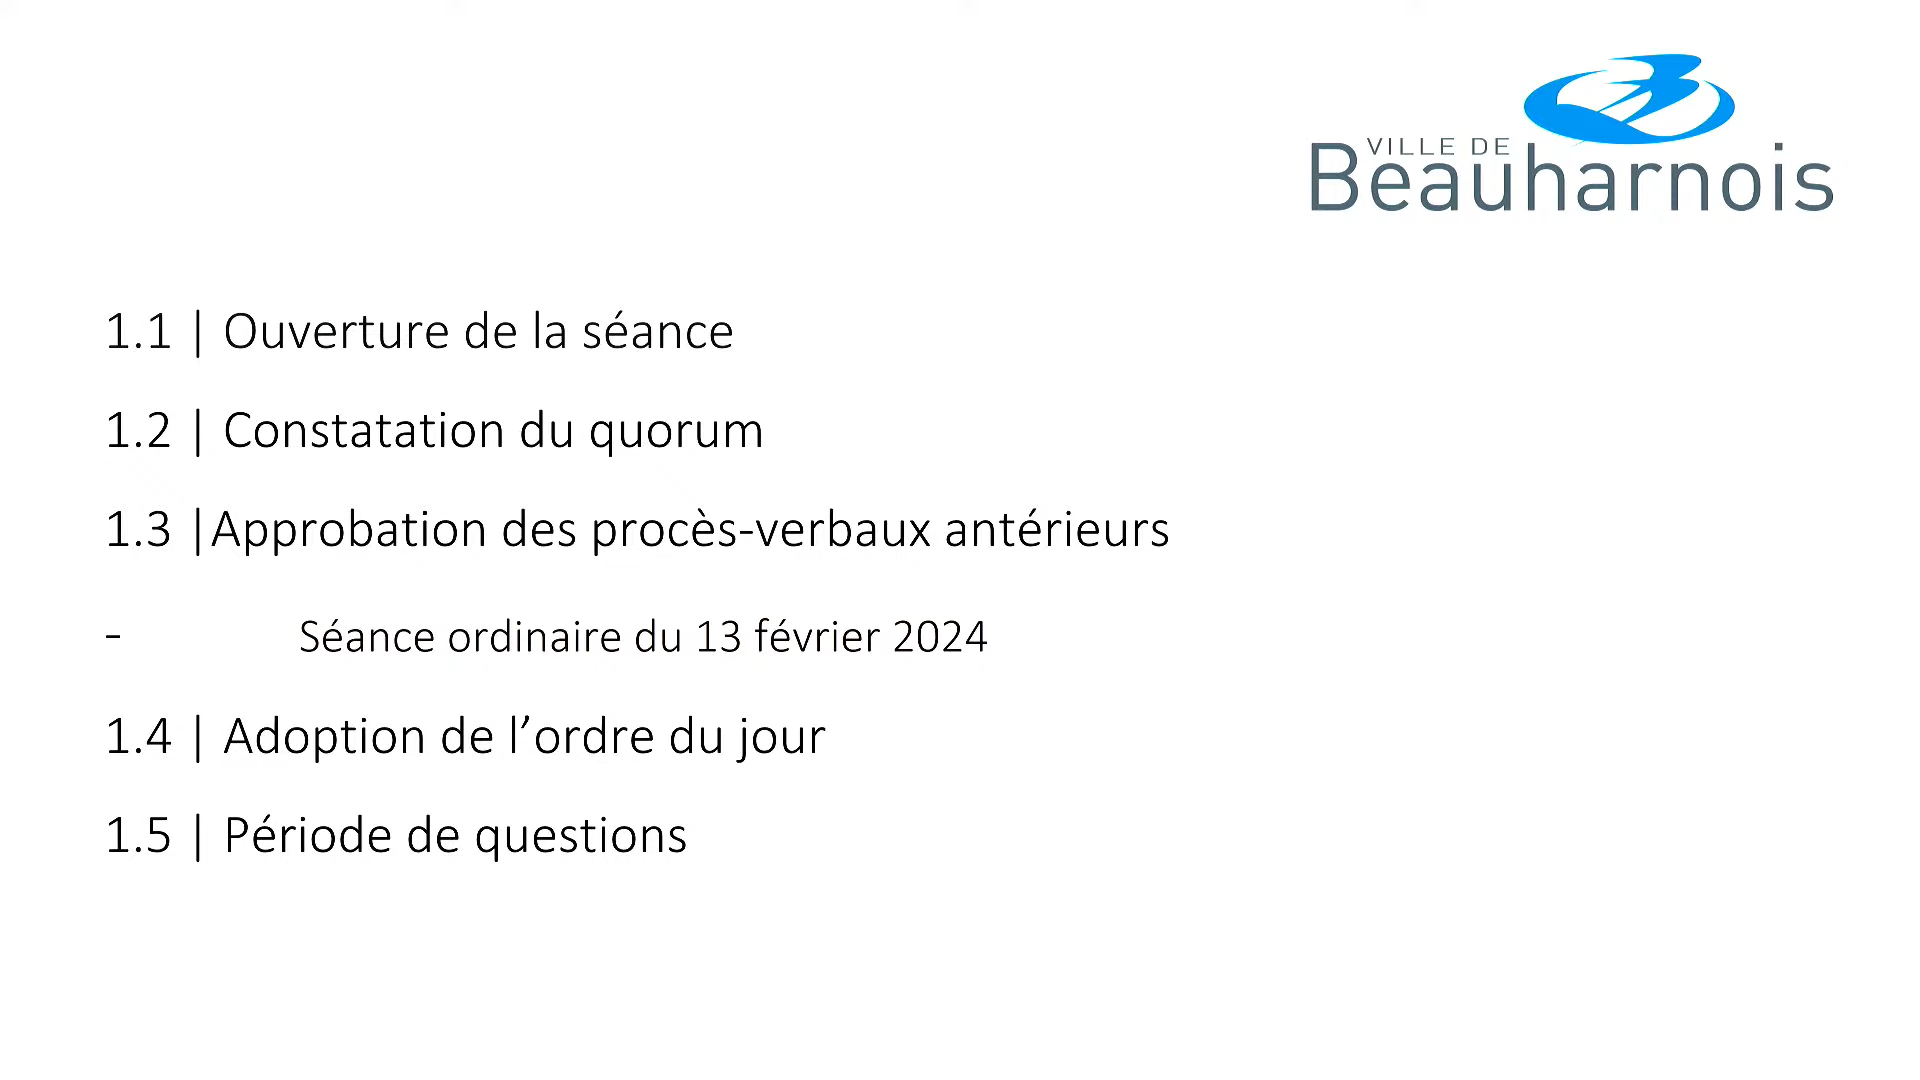 VILLE DE
Beauharnois
1.1 | Ouverture de la séance
1.2 | Constatation du quorum
1.3 |Approbation des procès-verbaux antérieurs
- Séance ordinaire du 13 février 2024
1.4 | Adoption de l’ordre du jour
1.5 | Période de questions